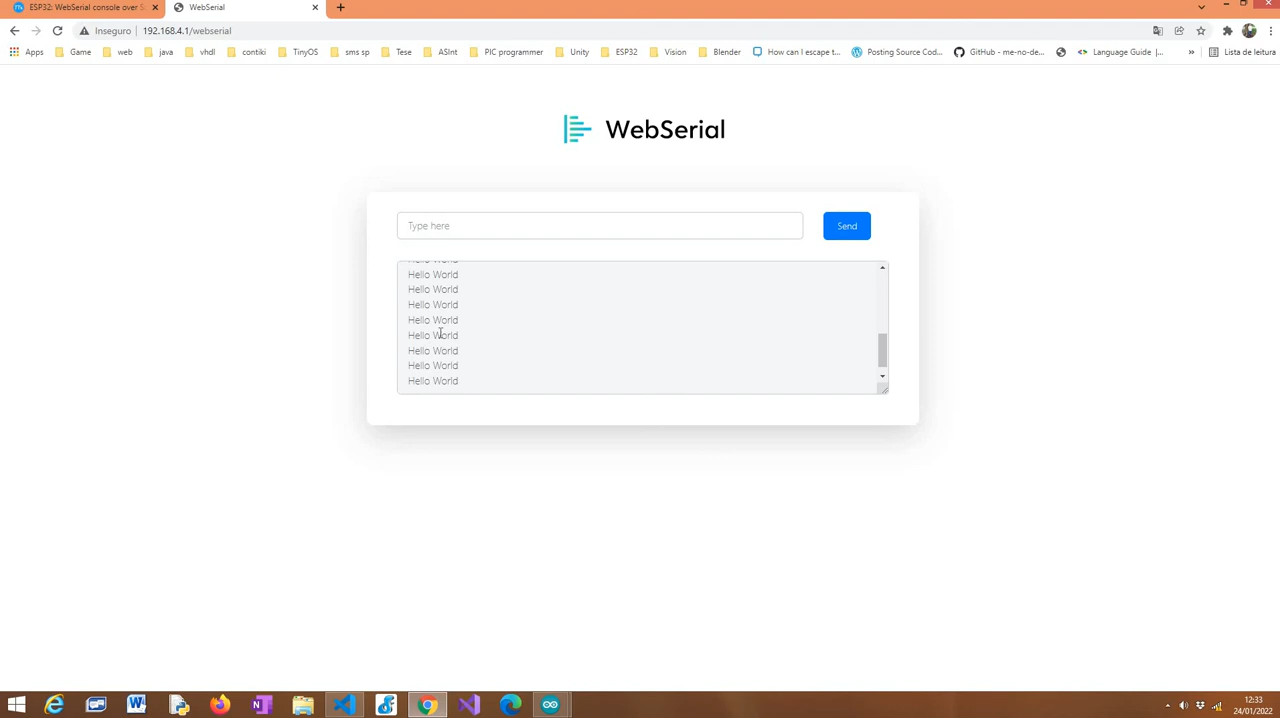 ESP32: WebSerial console over S
WebSerial
Inseguro
192.168.4.1/webserial
Apps
Game
web
java
vhdl
contiki
TinyOS
sms sp
Tese
ASInt
PIC programmer
Unity
ESP32
Vision
Blender
How can I escape t...
Posting Source Cod...
GitHub - me-no-de...
Language Guide |...
»
Lista de leitura
WebSerial
Type here
Send
Hello World
Hello World
Hello World
Hello World
Hello World
Hello World
Hello World
Hello World
Hello World
12:33
24/01/2022